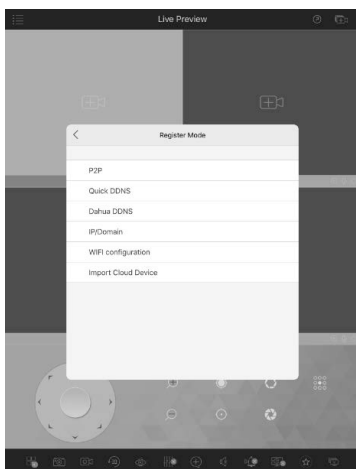 Live Preview
Register Mode
P2P
Quick DDNS
Dahua DDNS
IP/Domain
WIFI configuration
Import Cloud Device